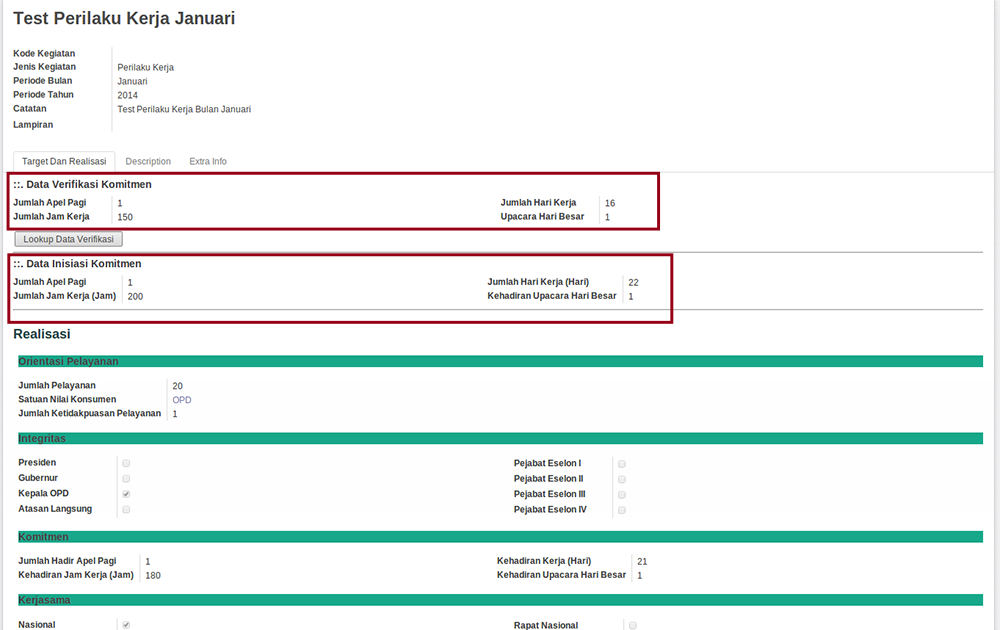 Test Perilaku Kerja Januari
Kode Kegiatan
Jenis Kegiatan Perilaku Kerja
Periode Bulan Januari
Periode Tahun 2014
Catatan Test Perilaku Kerja Bulan Januari
Lampiran
Target Dan Realisasi Description Extra Info
::. Data Verifikasi Komitmen
Jumlah Apel Pagi 1 Jumlah Hari Kerja 16
Jumlah Jam Kerja 150 Upacara Hari Besar 1
Lookup Data Verifikasi
::. Data Inisiasi Komitmen
Jumlah Apel Pagi 1 Jumlah Hari Kerja (Hari) 22
Jumlah Jam Kerja (Jam) 200 Kehadiran Upacara Hari Besar 1
Realisasi
Orientasi Pelayanan
Jumlah Pelayanan 20
Satuan Nilai Konsumen OPD
Jumlah Ketidakpuasan Pelayanan 1
Integritas
Presiden Pejabat Eselon I
Gubernur Pejabat Eselon II
Kepala OPD Pejabat Eselon III
Atasan Langsung Pejabat Eselon IV
Komitmen
Jumlah Hadir Apel Pagi 1 Kehadiran Kerja (Hari) 21
Kehadiran Jam Kerja (Jam) 180 Kehadiran Upacara Hari Besar 1
Kerjasama
Nasional Rapat Nasional